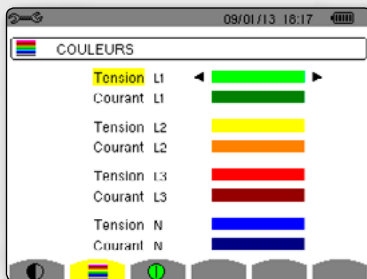 09/01/13 18:17
COULEURS
Tension L1
Courant L1
Tension L2
Courant L2
Tension L3
Courant L3
Tension N
Courant N